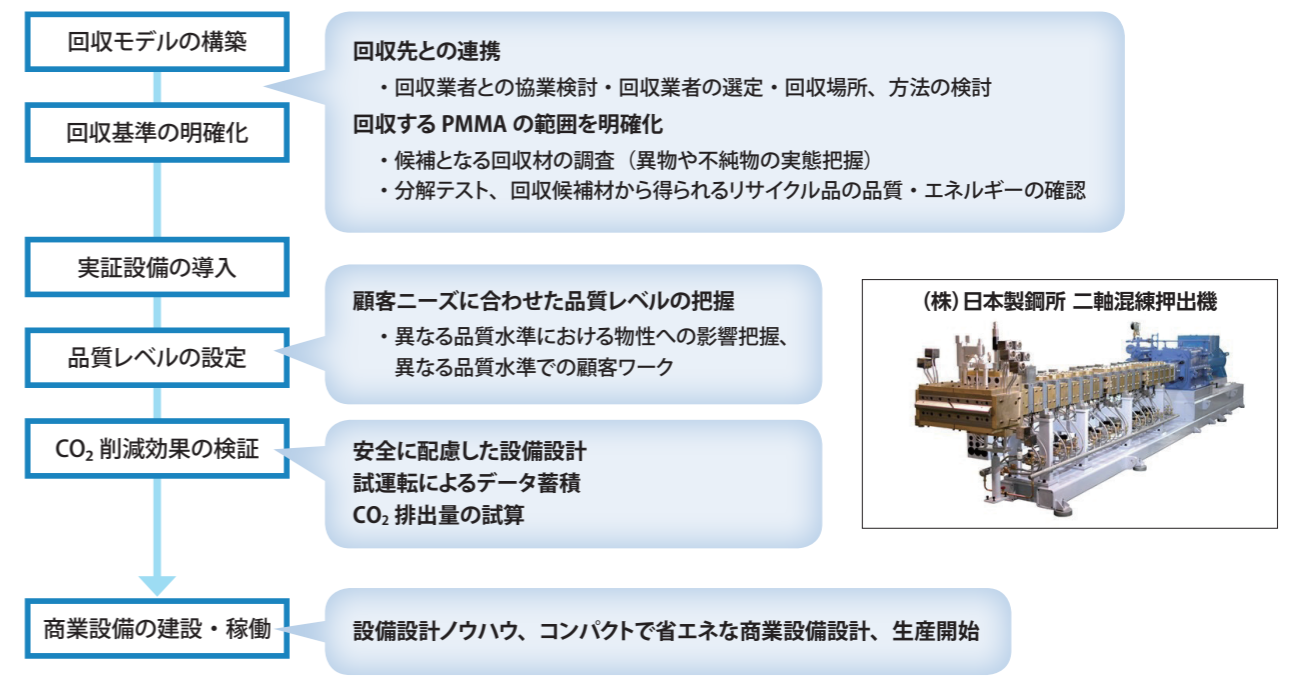 回収モデルの構築
回収先との連携
・回収業者との協業検討・回収業者の選定・回収場所、方法の検討
回収基準の明確化
回収する PMMA の範囲を明確化
・候補となる回収材の調査（異物や不純物の実態把握）
・分解テスト、回収候補材から得られるリサイクル品の品質・エネルギーの確認
実証設備の導入
品質レベルの設定
顧客ニーズに合わせた品質レベルの把握
・異なる品質水準における物性への影響把握、
異なる品質水準での顧客ワーク
(株)日本製鋼所 二軸混練押出機
CO₂ 削減効果の検証
安全に配慮した設備設計
試運転によるデータ蓄積
CO₂ 排出量の試算
商業設備の建設・稼働
設備設計ノウハウ、コンパクトで省エネな商業設備設計、生産開始